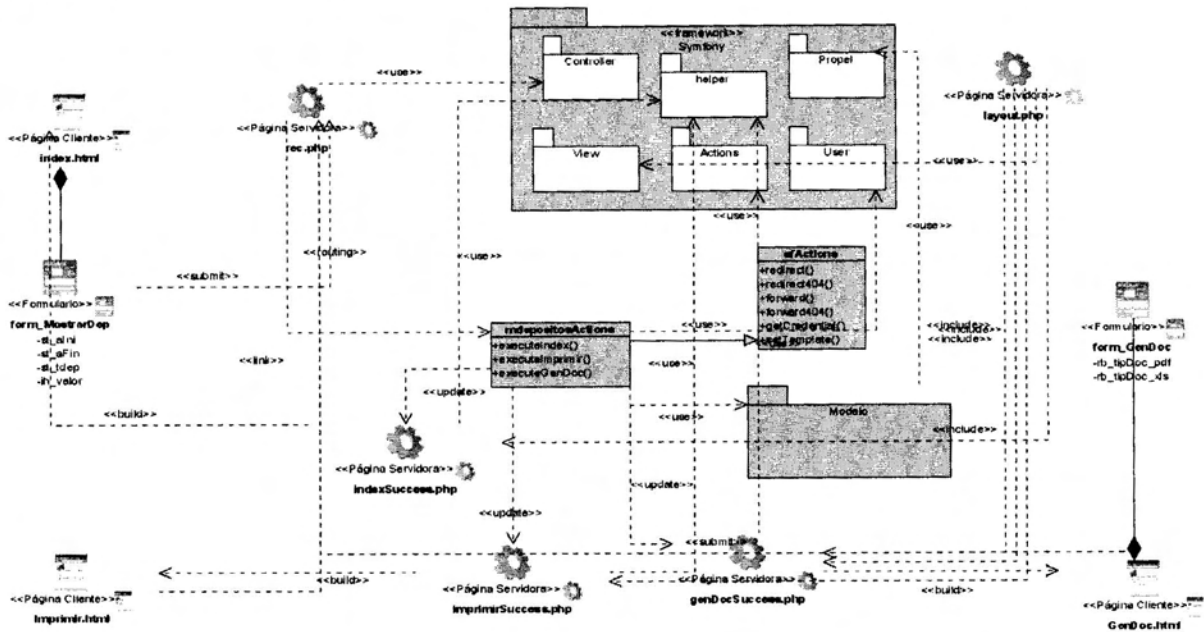 <<framework>>
Symfony
Controller
helper
Propel
View
Actions
User
<<use>>
<<Página Servidora>>
rec.php
<<Página Servidora>>
layout.php
<<Página Cliente>>
index.html
<<use>>
<<use>>
<<use>>
<<use>>
<<routing>>
<<submit>>
<<Formulario>>
form_MostrarDep
<<link>>
<<build>>
sfActions
+redirect()
+redirect404()
+forward()
+forward404()
+getCredential()
+setTemplate()
mdepositosActions
+executeIndex()
+executeImprimir()
+executeGenDoc()
<<use>>
<<use>>
<<include>>
<<include>>
<<Formulario>>
form_GenDoc
-rb_tipDoc_pdf
-rb_tipDoc_xls
<<update>>
<<use>>
Modelo
<<include>>
<<Página Servidora>>
indexSuccess.php
<<update>>
<<update>>
<<submit>>
<<build>>
<<Página Servidora>>
imprimirSuccess.php
<<Página Servidora>>
genDocSuccess.php
<<build>>
<<Página Cliente>>
Imprimir.html
<<Página Cliente>>
GenDoc.html